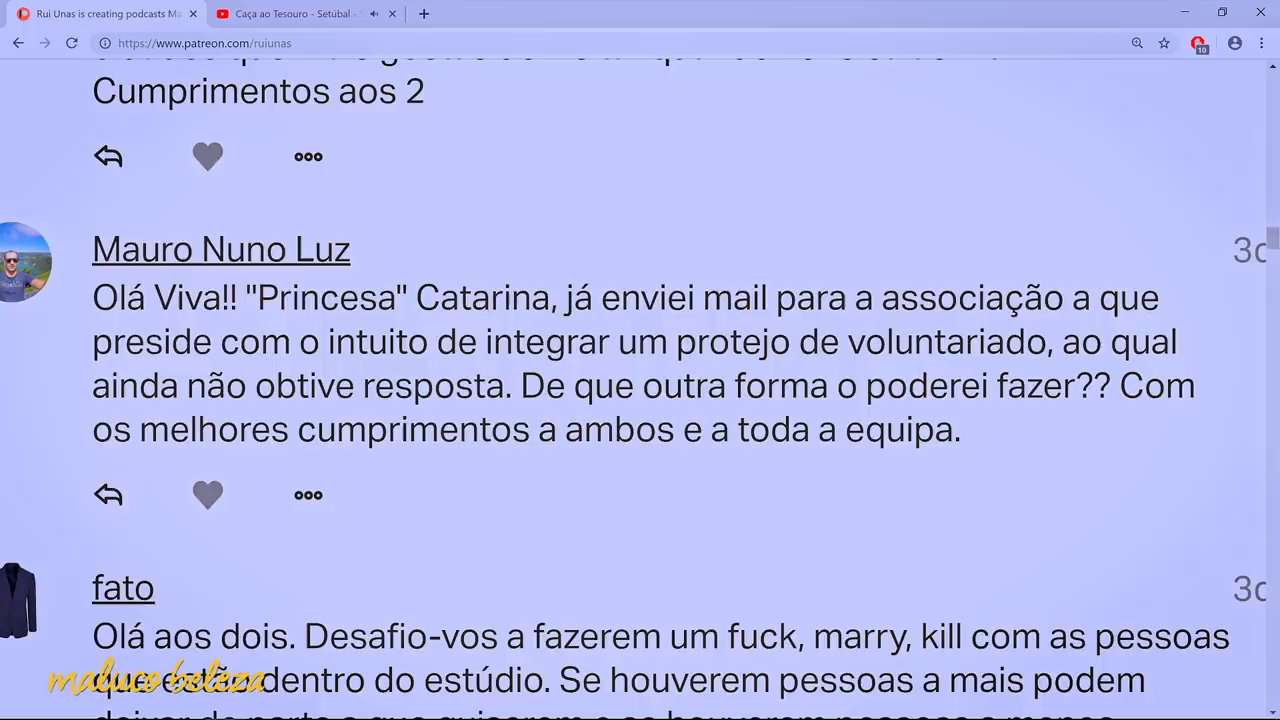 Rui Unas is creating podcasts Ma
Caça ao Tesouro - Setúbal -
https://www.patreon.com/ruiunas
10
Cumprimentos aos 2
Mauro Nuno Luz
3d
Olá Viva!! "Princesa" Catarina, já enviei mail para a associação a que
preside com o intuito de integrar um protejo de voluntariado, ao qual
ainda não obtive resposta. De que outra forma o poderei fazer?? Com
os melhores cumprimentos a ambos e a toda a equipa.
fato
3d
Olá aos dois. Desafio-vos a fazerem um fuck, marry, kill com as pessoas
dentro do estúdio. Se houverem pessoas a mais podem
maluco beleza